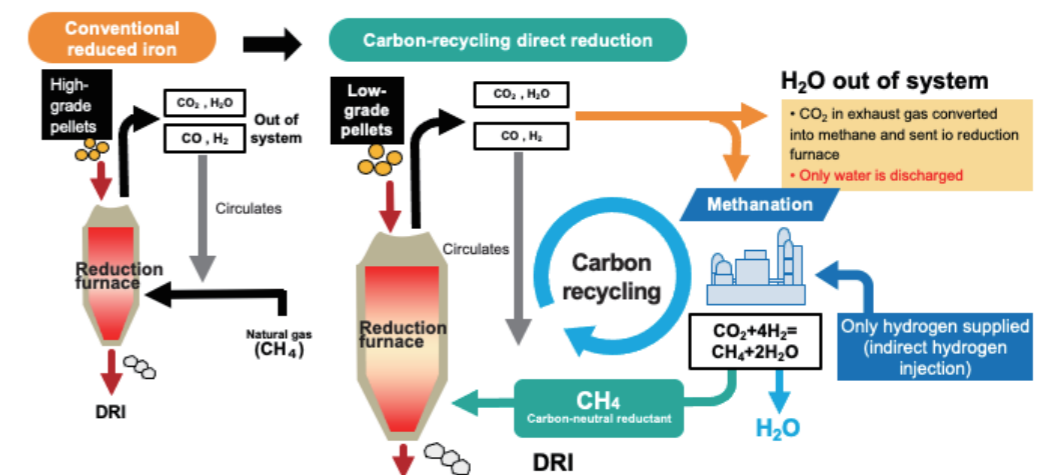 Conventional
reduced iron
Carbon-recycling direct reduction
High-
grade
pellets
CO₂ , H₂O
CO , H₂
Out of
system
Circulates
Reduction
furnace
Natural gas
(CH₄)
DRI
Low-
grade
pellets
CO₂ , H₂O
CO , H₂
Circulates
Reduction
furnace
H₂O out of system
• CO₂ in exhaust gas converted
into methane and sent io reduction
furnace
• Only water is discharged
Methanation
Carbon
recycling
CO₂+4H₂=
CH₄+2H₂O
Only hydrogen supplied
(indirect hydrogen
injection)
CH₄
Carbon-neutral reductant
H₂O
DRI